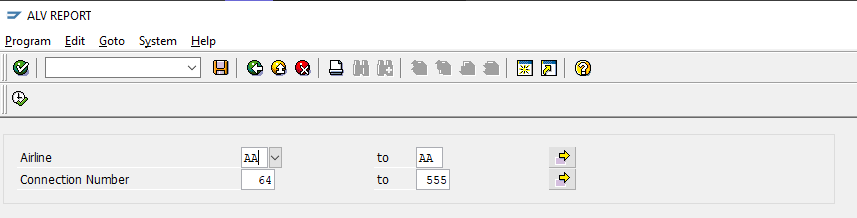 ALV REPORT
Program Edit Goto System Help
Airline AA to AA
Connection Number 64 to 555